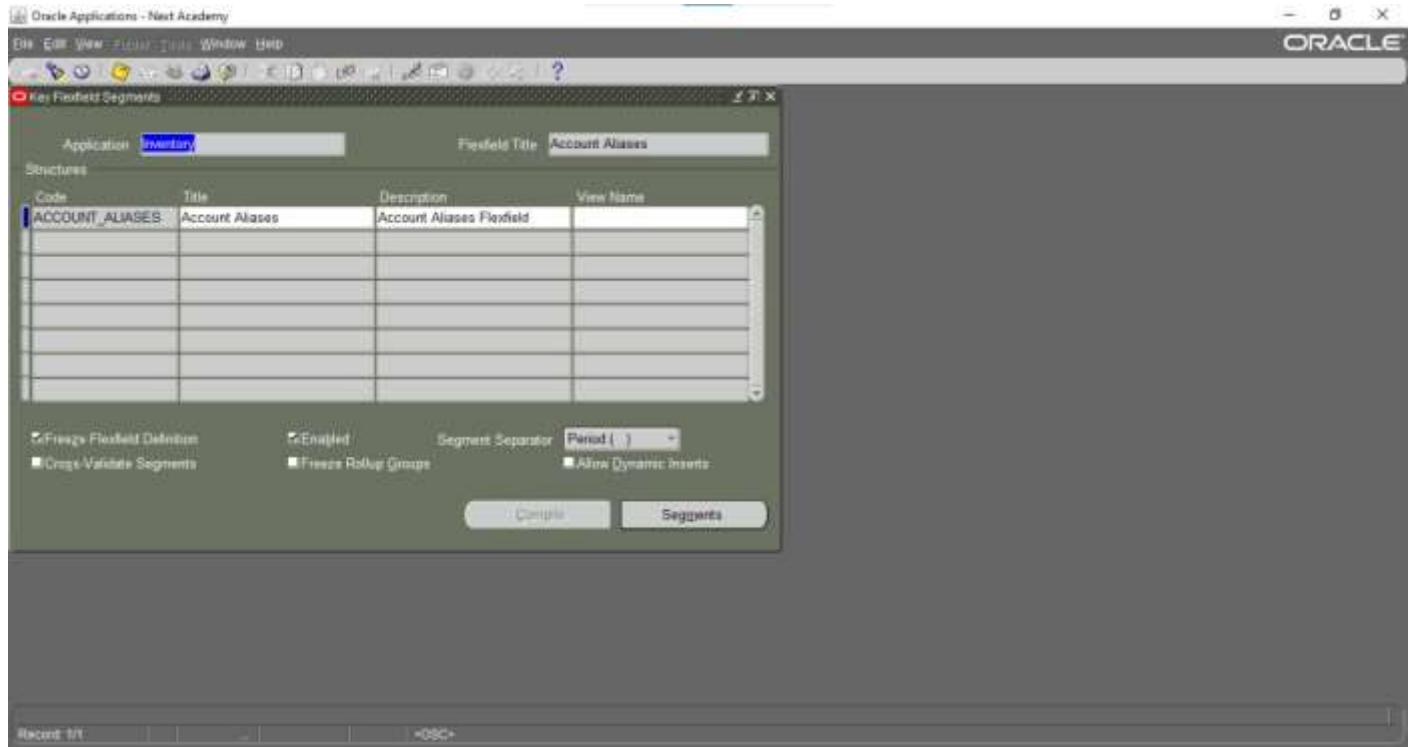 Oracle Applications - Next Academy
File Edit View Folder Tools Window Help
ORACLE
Key Flexfield Segments
Application Inventory Flexfield Title Account Aliases
Structures
Code Title Description View Name
ACCOUNT_ALIASES Account Aliases Account Aliases Flexfield
Freeze Flexfield Definition Enabled Segment Separator Period ( )
Cross-Validate Segments Freeze Rollup Groups Allow Dynamic Inserts
Compile Segments
Record: 1/1 ... <OSC>